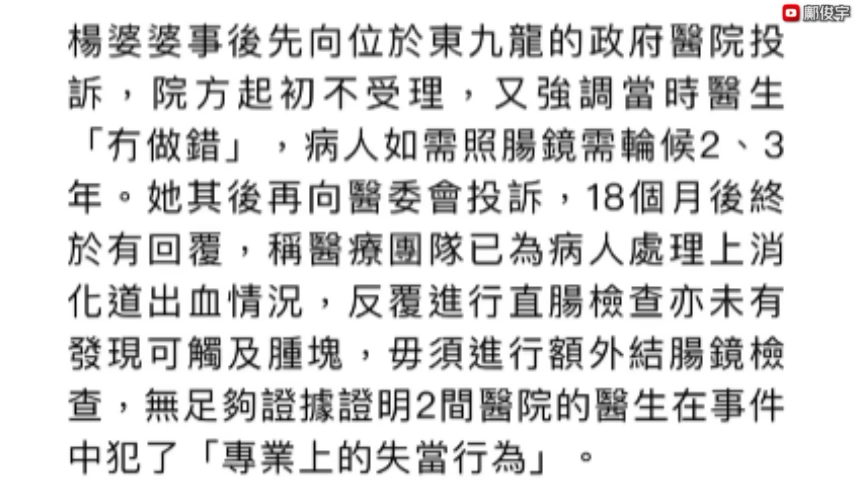 鄺俊宇
楊婆婆事後先向位於東九龍的政府醫院投
訴，院方起初不受理，又強調當時醫生
「冇做錯」，病人如需照腸鏡需輪候2、3
年。她其後再向醫委會投訴，18個月後終
於有回覆，稱醫療團隊已為病人處理上消
化道出血情況，反覆進行直腸檢查亦未有
發現可觸及腫塊，毋須進行額外結腸鏡檢
查，無足夠證據證明2間醫院的醫生在事件
中犯了「專業上的失當行為」。